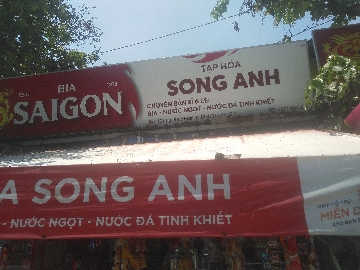 BIA
SAIGON
TẠP HÓA
SONG ANH
CHUYÊN BÁN SỈ & LẺ:
BIA - NƯỚC NGỌT - NƯỚC ĐÁ TINH KHIẾT
A SONG ANH
- NƯỚC NGỌT - NƯỚC ĐÁ TINH KHIẾT
MIỀN